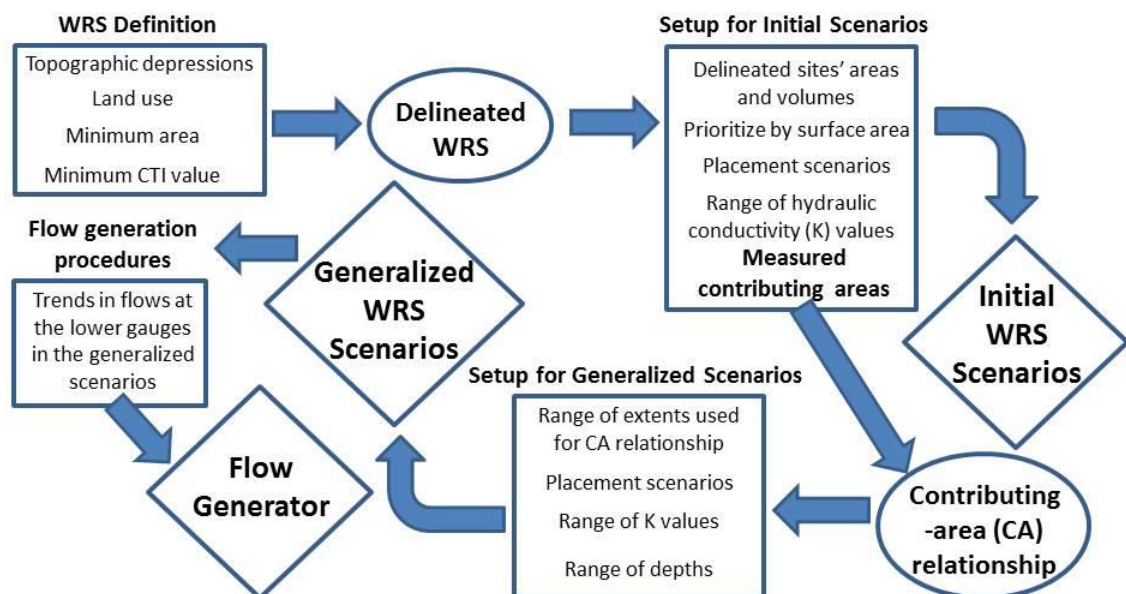 WRS Definition
Topographic depressions
Land use
Minimum area
Minimum CTI value
Delineated
WRS
Setup for Initial Scenarios
Delineated sites' areas
and volumes
Prioritize by surface area
Placement scenarios
Range of hydraulic
conductivity (K) values
Measured
contributing areas
Initial
WRS
Scenarios
Contributing
-area (CA)
relationship
Setup for Generalized Scenarios
Range of extents used
for CA relationship
Placement scenarios
Range of K values
Range of depths
Generalized
WRS
Scenarios
Flow generation
procedures
Trends in flows at
the lower gauges
in the generalized
scenarios
Flow
Generator